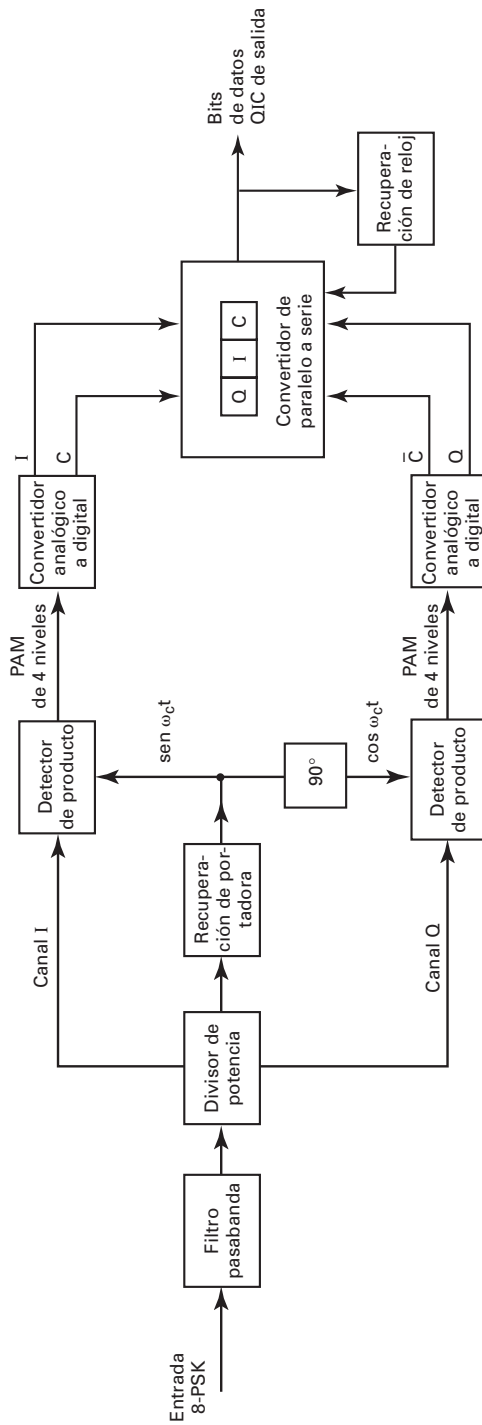 Entrada
8-PSK
Filtro
pasabanda
Divisor de
potencia
Canal I
Canal Q
Recupera-
ción de por-
tadora
Detector
de producto
sen ωct
90°
cos ωct
Detector
de producto
PAM
de 4 niveles
PAM
de 4 niveles
Convertidor
analógico
a digital
I
C
Convertidor
analógico
a digital
C̅
Q
Q I C
Convertidor de
paralelo a serie
Bits
de datos
QIC de salida
Recupera-
ción de reloj